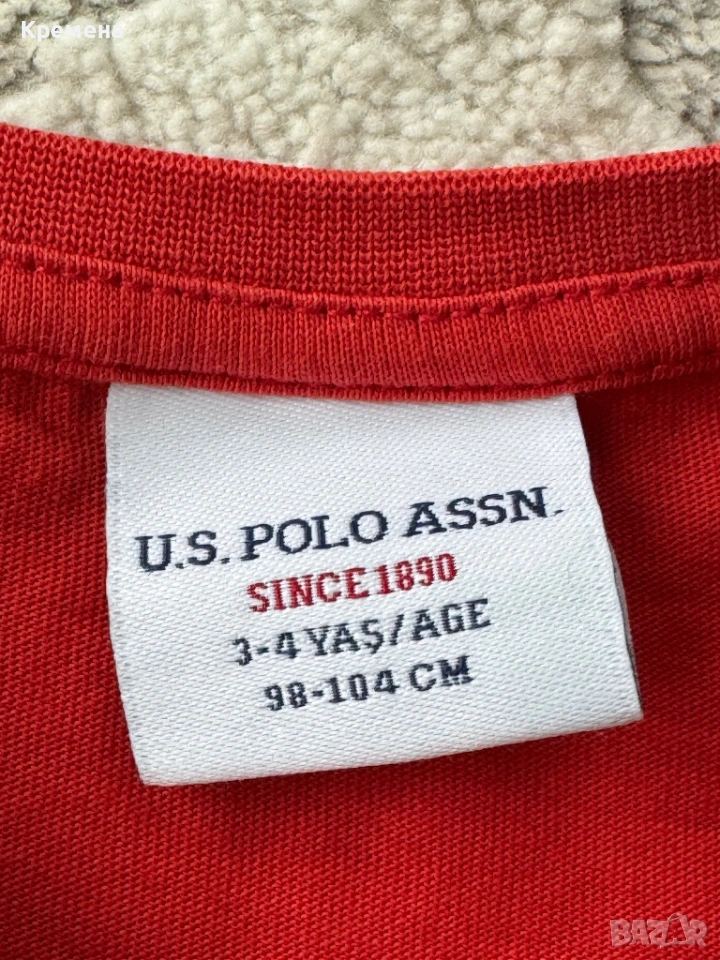 Кремена
U.S. POLO ASSN.
SINCE 1890
3-4 YAŞ/AGE
98-104 CM
BAZAR